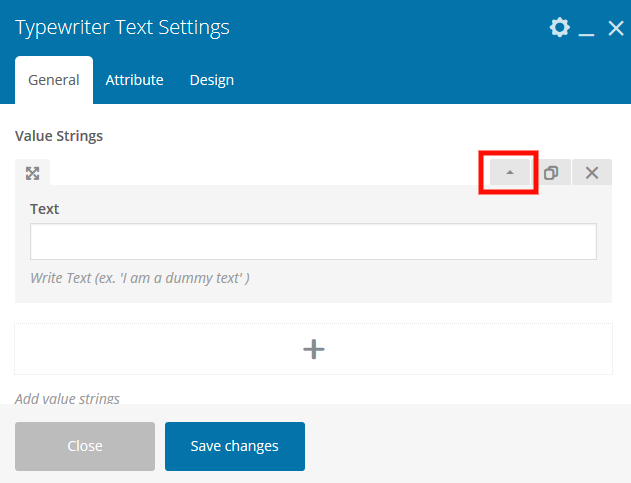 Typewriter Text Settings
General Attribute Design
Value Strings
Text
Write Text (ex. 'I am a dummy text' )
Add value strings
Close Save changes